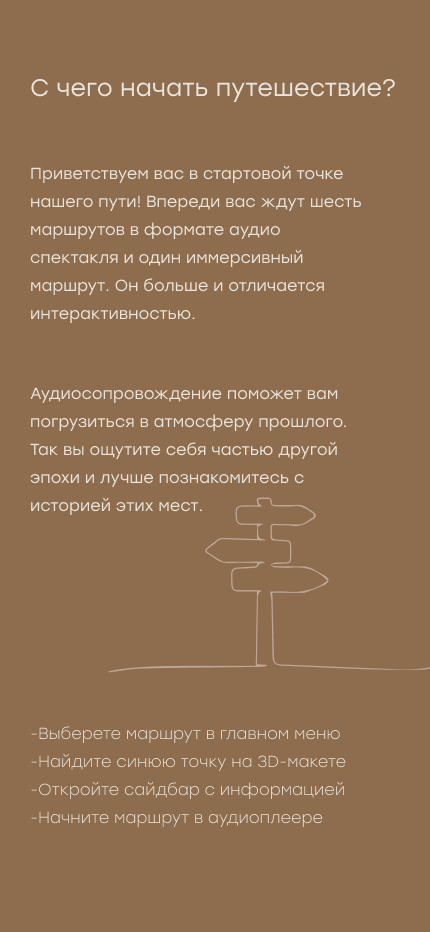 С чего начать путешествие?
Приветствуем вас в стартовой точке
нашего пути! Впереди вас ждут шесть
маршрутов в формате аудио
спектакля и один иммерсивный
маршрут. Он больше и отличается
интерактивностью.
Аудиосопровождение поможет вам
погрузиться в атмосферу прошлого.
Так вы ощутите себя частью другой
эпохи и лучше познакомитесь с
историей этих мест.
-Выберете маршрут в главном меню
-Найдите синюю точку на 3D-макете
-Откройте сайдбар с информацией
-Начните маршрут в аудиоплеере